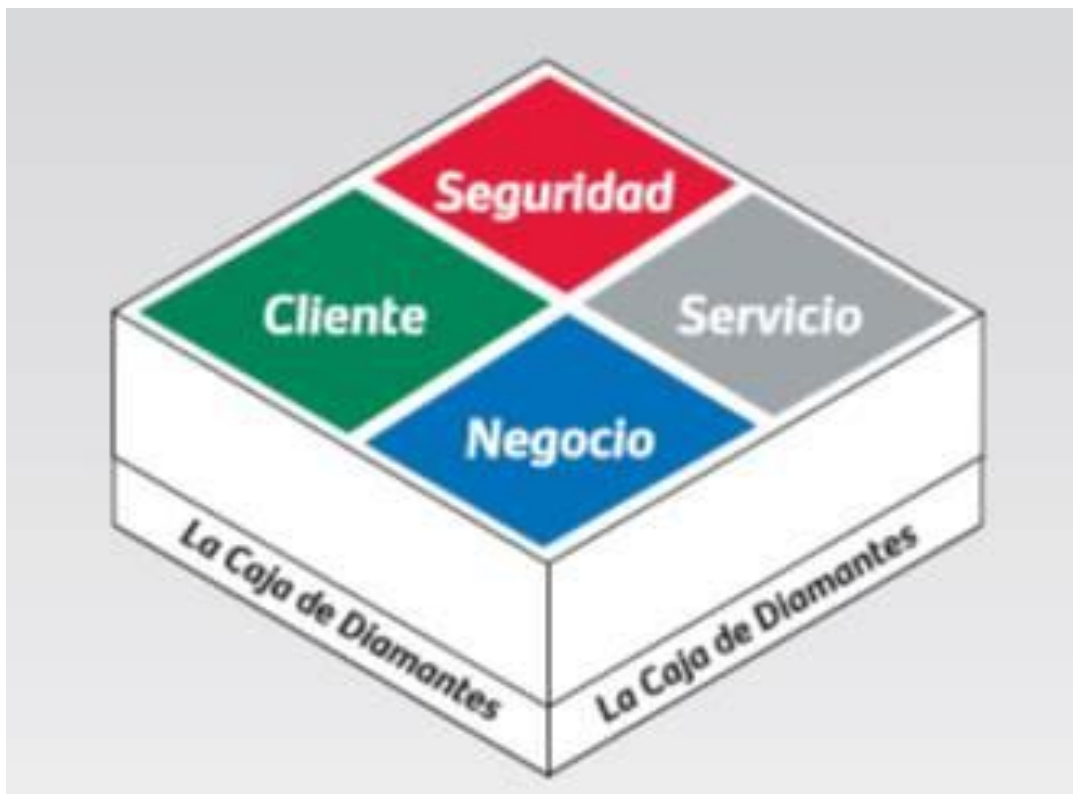 Seguridad
Cliente
Servicio
Negocio
La Caja de Diamantes
La Caja de Diamantes